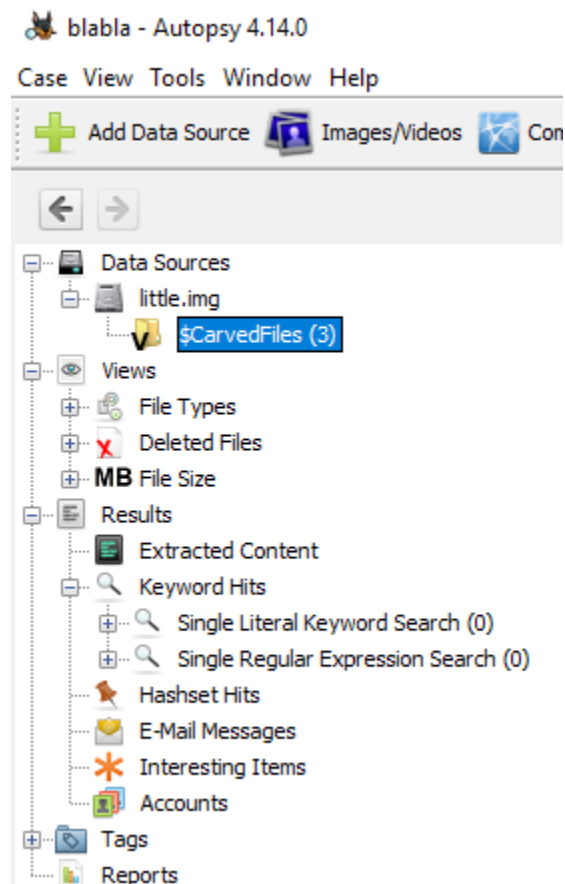 blabla - Autopsy 4.14.0
Case View Tools Window Help
Add Data Source Images/Videos Com
Data Sources
little.img
V $CarvedFiles (3)
Views
File Types
X Deleted Files
MB File Size
Results
Extracted Content
Keyword Hits
Single Literal Keyword Search (0)
Single Regular Expression Search (0)
Hashset Hits
E-Mail Messages
Interesting Items
Accounts
Tags
Reports